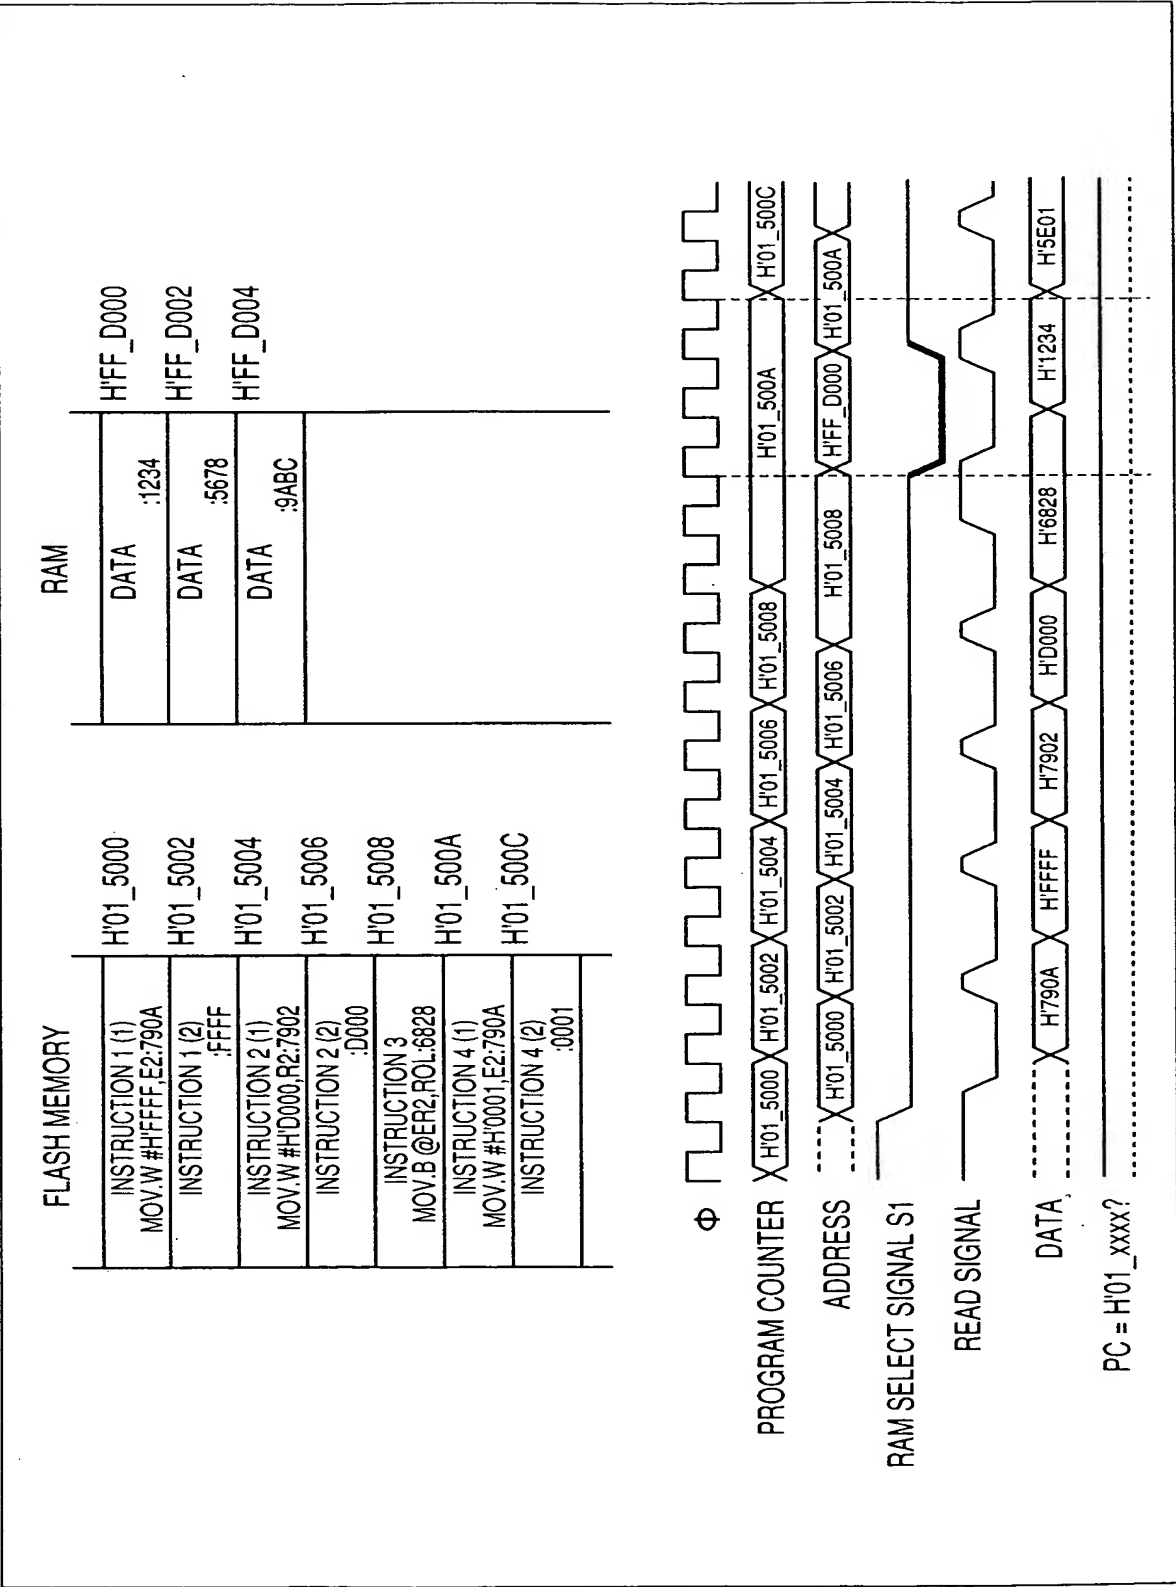 FLASH MEMORY
INSTRUCTION 1 (1)
MOV.W #H'FFFF,E2:790A
H'01_5000
INSTRUCTION 1 (2)
:FFFF
H'01_5002
INSTRUCTION 2 (1)
MOV.W #H'D000,R2:7902
H'01_5004
INSTRUCTION 2 (2)
:D000
H'01_5006
INSTRUCTION 3
MOV.B @ER2,ROL:6828
H'01_5008
INSTRUCTION 4 (1)
MOV.W #H'0001,E2:790A
H'01_500A
INSTRUCTION 4 (2)
:0001
H'01_500C
RAM
DATA :1234 H'FF_D000
DATA :5678 H'FF_D002
DATA :9ABC H'FF_D004
Φ
PROGRAM COUNTER H'01_5000 H'01_5002 H'01_5004 H'01_5006 H'01_5008 H'01_500A H'01_500C
ADDRESS H'01_5000 H'01_5002 H'01_5004 H'01_5006 H'01_5008 H'FF_D000 H'01_500A
RAM SELECT SIGNAL S1
READ SIGNAL
DATA H'790A H'FFFF H'7902 H'D000 H'6828 H'1234 H'5E01
PC = H'01_xxxx?